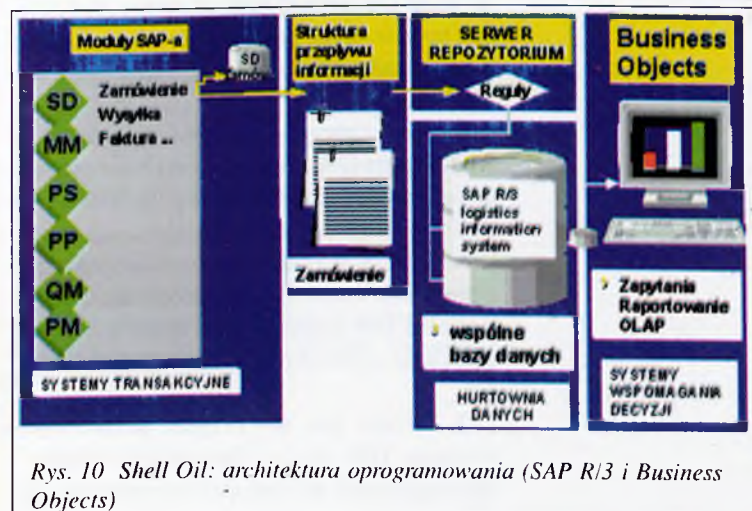 Moduły SAP-a
SD
SD
MM
PS
PP
QM
PM
Zamówienie
Wysyłka
Faktura ...
SYSTEMY TRANSAKCYJNE
Struktura
przepływu
informacji
Zamówienie
SERWER
REPOZYTORIUM
Reguły
SAP R/3
logistics
information
system
wspólne
bazy danych
HURTOWNIA
DANYCH
Business
Objects
Zapytania
Raportowanie
OLAP
SYSTEMY
WSPOMAGANIA
DECYZJI
Rys. 10 Shell Oil: architektura oprogramowania (SAP R/3 i Business
Objects)